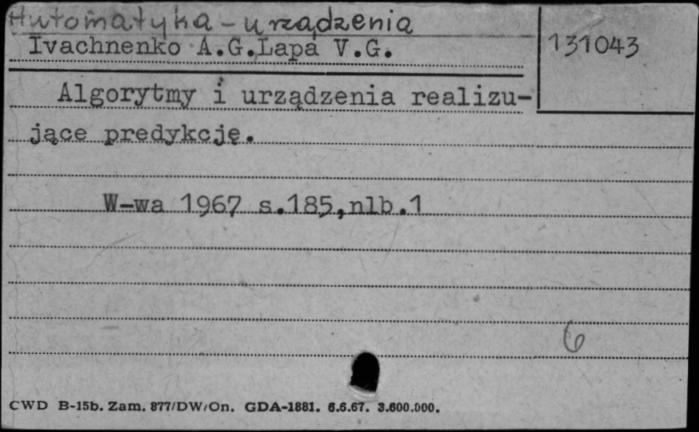 Automatyka - urządzenia
Ivachnenko A.G.Lapa V.G.
131043
Algorytmy i urządzenia realizu-
jące predykcję.
W-wa 1967 s.185,nlb.1
6
CWD B-15b. Zam. 877/DW/On. GDA-1881. 6.6.67. 3.600.000.